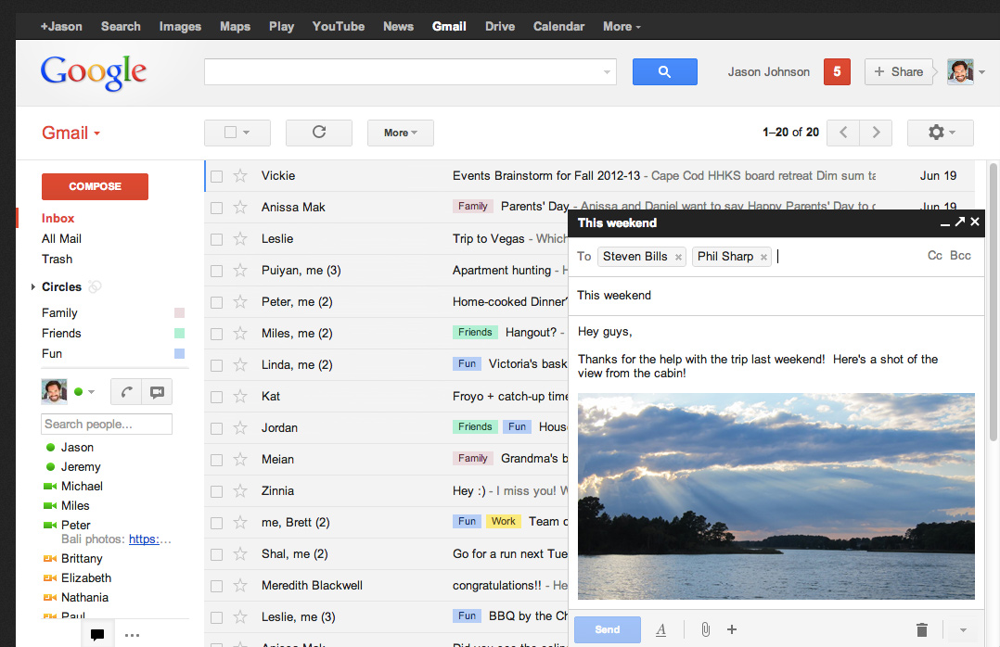 +Jason Search Images Maps Play YouTube News Gmail Drive Calendar More
Google
Jason Johnson 5 + Share
Gmail More 1–20 of 20
COMPOSE
Inbox
All Mail
Trash
Circles
Family
Friends
Fun
Search people...
Jason
Jeremy
Michael
Miles
Peter
Bali photos: https:...
Brittany
Elizabeth
Nathania
Paul
Vickie Events Brainstorm for Fall 2012-13 - Cape Cod HHKS board retreat Dim sum ta Jun 19
Anissa Mak Family Parents' Day - Anissa and Daniel want to say Happy Parents' Day to c Jun 19
Leslie Trip to Vegas - Which
Puiyan, me (3) Apartment hunting - H
Peter, me (2) Home-cooked Dinner?
Miles, me (2) Friends Hangout? -
Linda, me (2) Fun Victoria's bask
Kat Froyo + catch-up time
Jordan Friends Fun House
Meian Family Grandma's b
Zinnia Hey :) - I miss you! W
me, Brett (2) Fun Work Team c
Shal, me (2) Go for a run next Tue
Meredith Blackwell congratulations!! - He
Leslie, me (3) Fun BBQ by the Ch
Anissa Mak Did you see the
This weekend
To Steven Bills × Phil Sharp × Cc Bcc
This weekend
Hey guys,
Thanks for the help with the trip last weekend! Here's a shot of the
view from the cabin!
Send A